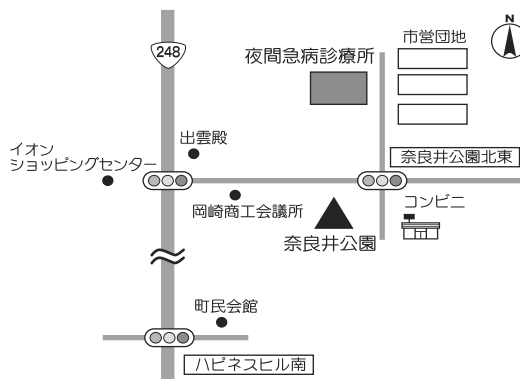 N
248
夜間急病診療所
市営団地
出雲殿
イオン
ショッピングセンター
奈良井公園北東
岡崎商工会議所
コンビニ
奈良井公園
町民会館
ハピネスヒル南